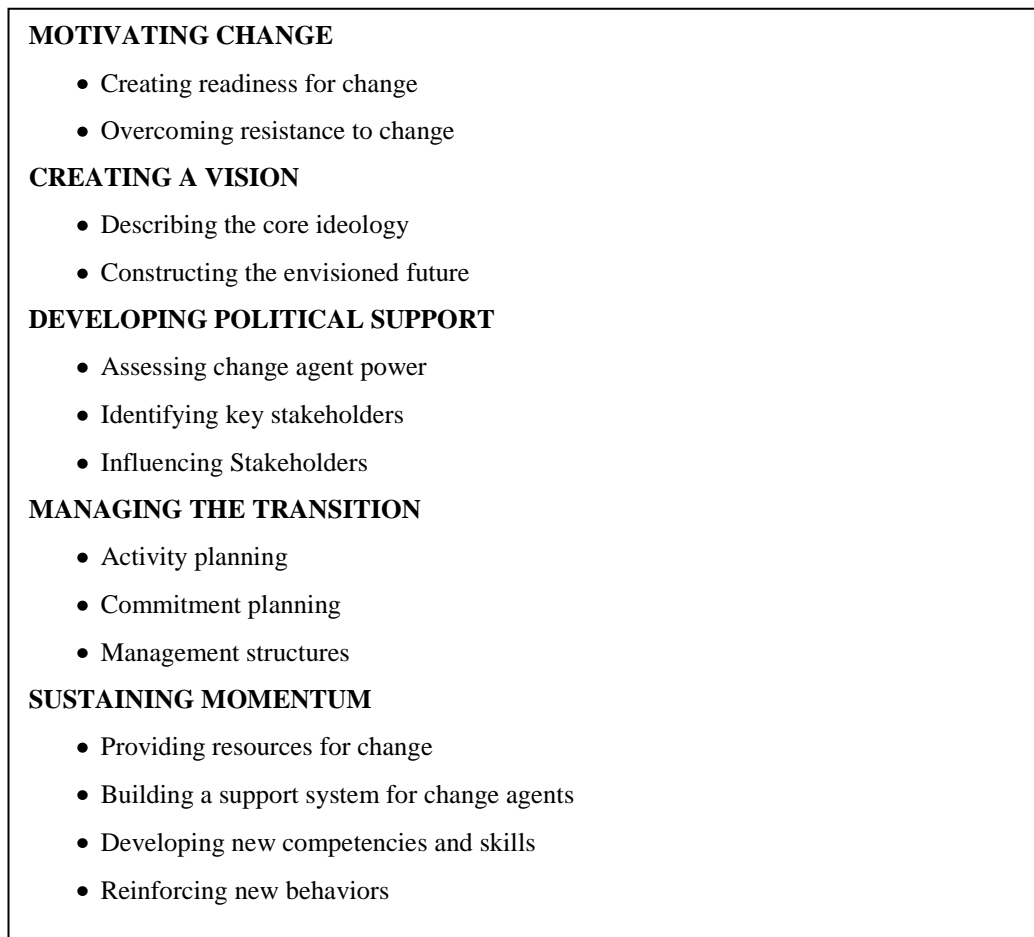 MOTIVATING CHANGE
• Creating readiness for change
• Overcoming resistance to change
CREATING A VISION
• Describing the core ideology
• Constructing the envisioned future
DEVELOPING POLITICAL SUPPORT
• Assessing change agent power
• Identifying key stakeholders
• Influencing Stakeholders
MANAGING THE TRANSITION
• Activity planning
• Commitment planning
• Management structures
SUSTAINING MOMENTUM
• Providing resources for change
• Building a support system for change agents
• Developing new competencies and skills
• Reinforcing new behaviors